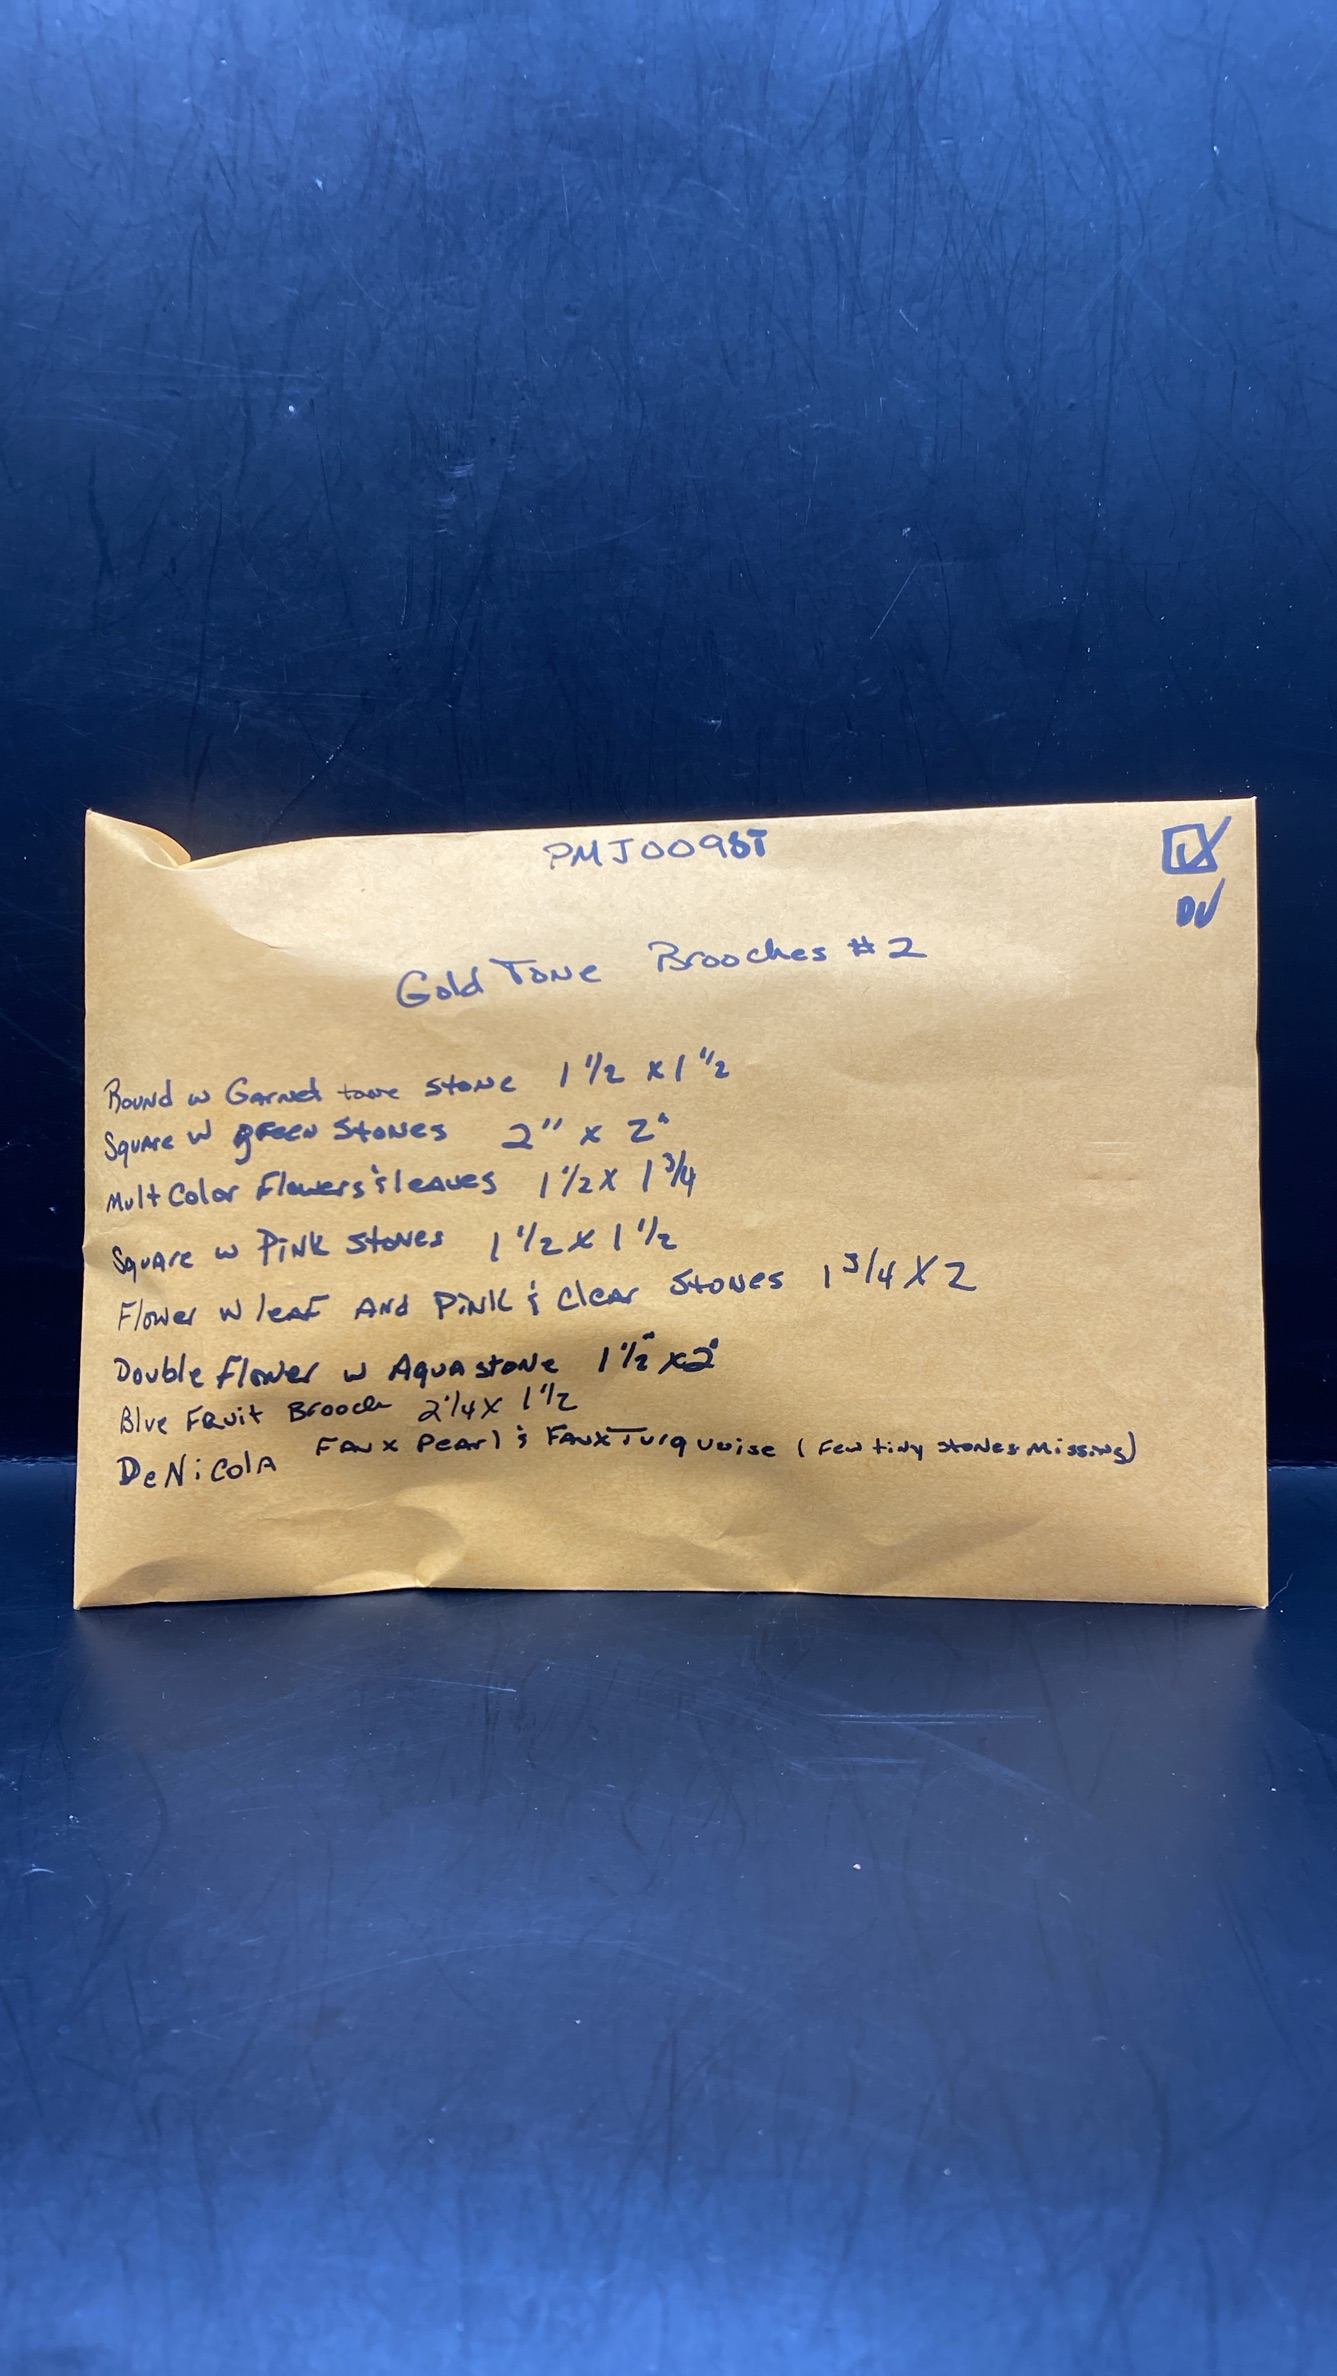 PMJ0098T
DV
Gold Tone Brooches #2
Round w Garnet tone stone 1 1/2 x 1 1/2
Square w green Stones 2" x 2"
Mult Color Flowers & leaves 1 1/2 x 1 3/4
Square w Pink stones 1 1/2 x 1 1/2
Flower w leaf And Pink & Clear Stones 1 3/4 x 2
Double Flower w Aqua stone 1 1/2" x 2"
Blue Fruit Brooch 2 1/4 x 1 1/2
DeNicola Faux Pearl & Faux Turquoise (Few tiny stones Missing)